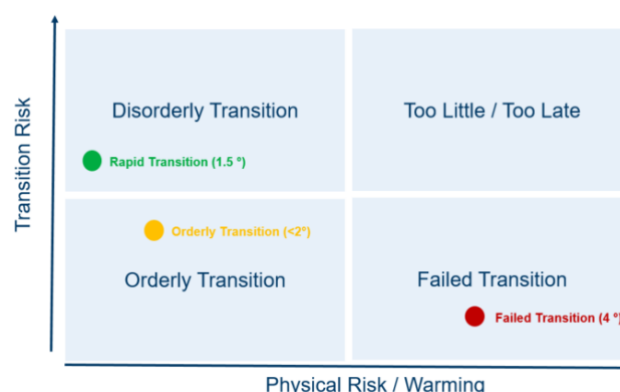 Transition Risk
Disorderly Transition
Too Little / Too Late
Rapid Transition (1.5 °)
Orderly Transition (<2°)
Orderly Transition
Failed Transition
Failed Transition (4 °)
Physical Risk / Warming